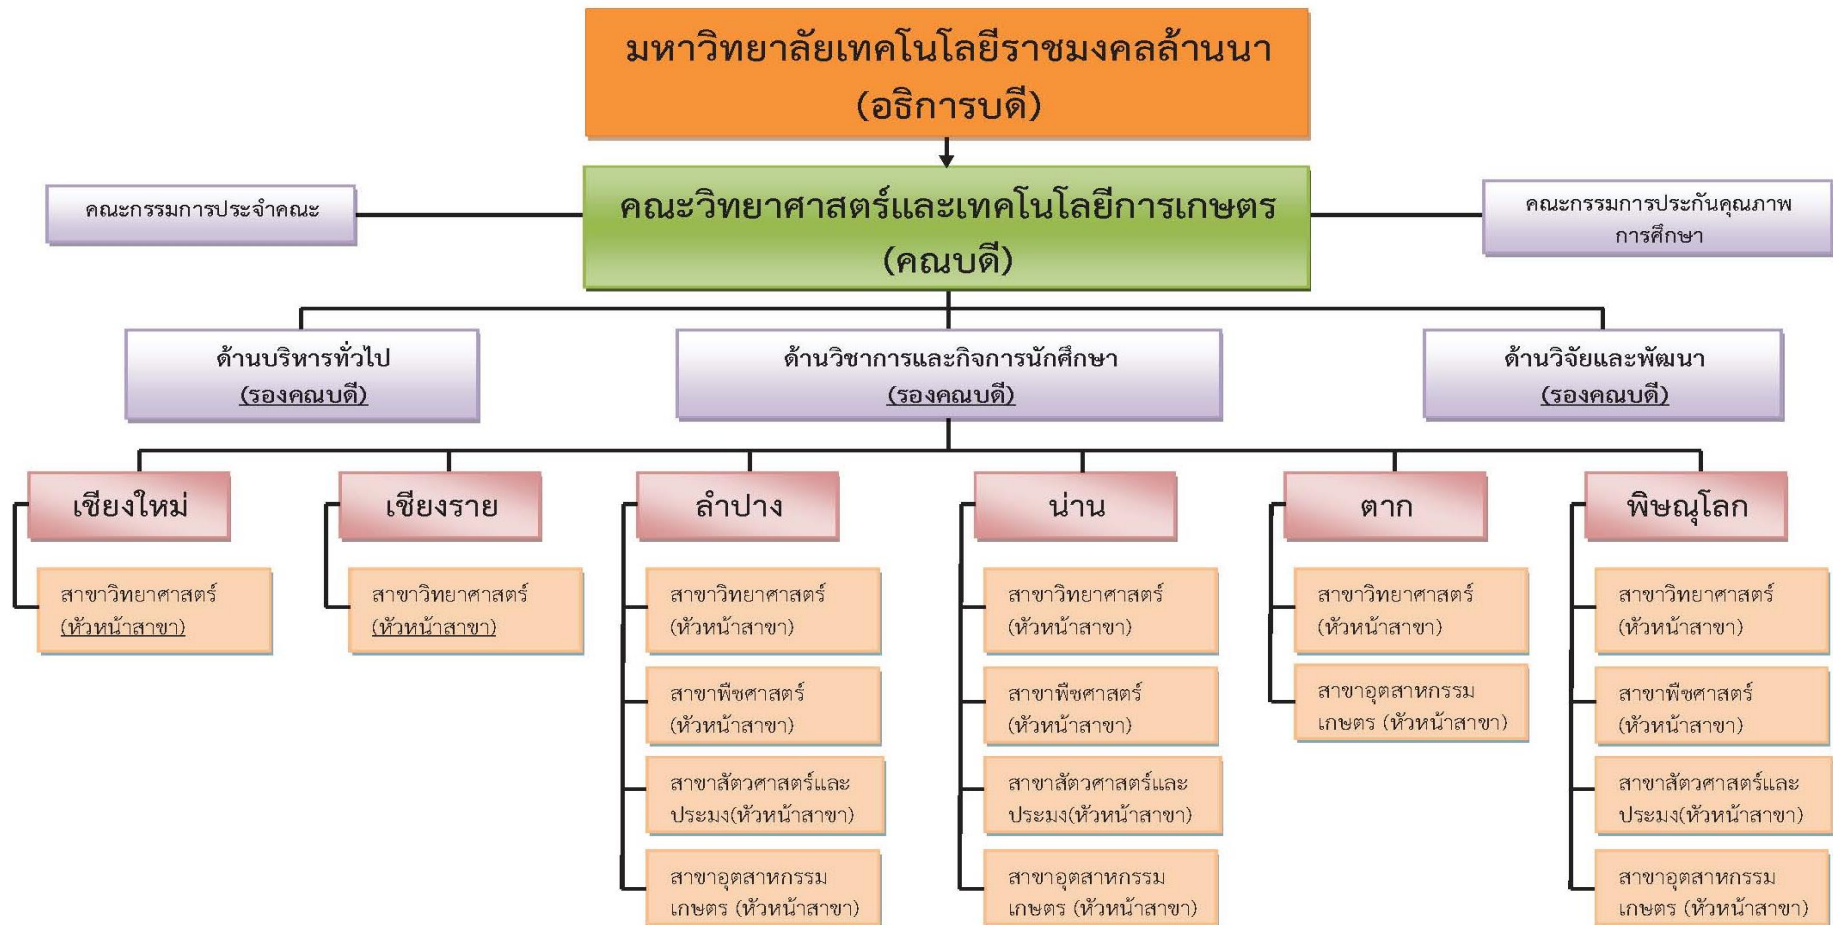 มหาวิทยาลัยเทคโนโลยีราชมงคลล้านนา
(อธิการบดี)
คณะกรรมการประจำคณะ
คณะวิทยาศาสตร์และเทคโนโลยีการเกษตร
(คณบดี)
คณะกรรมการประกันคุณภาพ
การศึกษา
ด้านบริหารทั่วไป
(รองคณบดี)
ด้านวิชาการและกิจการนักศึกษา
(รองคณบดี)
ด้านวิจัยและพัฒนา
(รองคณบดี)
เชียงใหม่
สาขาวิทยาศาสตร์
(หัวหน้าสาขา)
เชียงราย
สาขาวิทยาศาสตร์
(หัวหน้าสาขา)
ลำปาง
สาขาวิทยาศาสตร์
(หัวหน้าสาขา)
สาขาพืชศาสตร์
(หัวหน้าสาขา)
สาขาสัตวศาสตร์และ
ประมง(หัวหน้าสาขา)
สาขาอุตสาหกรรม
เกษตร (หัวหน้าสาขา)
น่าน
สาขาวิทยาศาสตร์
(หัวหน้าสาขา)
สาขาพืชศาสตร์
(หัวหน้าสาขา)
สาขาสัตวศาสตร์และ
ประมง(หัวหน้าสาขา)
สาขาอุตสาหกรรม
เกษตร (หัวหน้าสาขา)
ตาก
สาขาวิทยาศาสตร์
(หัวหน้าสาขา)
สาขาอุตสาหกรรม
เกษตร (หัวหน้าสาขา)
พิษณุโลก
สาขาวิทยาศาสตร์
(หัวหน้าสาขา)
สาขาพืชศาสตร์
(หัวหน้าสาขา)
สาขาสัตวศาสตร์และ
ประมง(หัวหน้าสาขา)
สาขาอุตสาหกรรม
เกษตร (หัวหน้าสาขา)